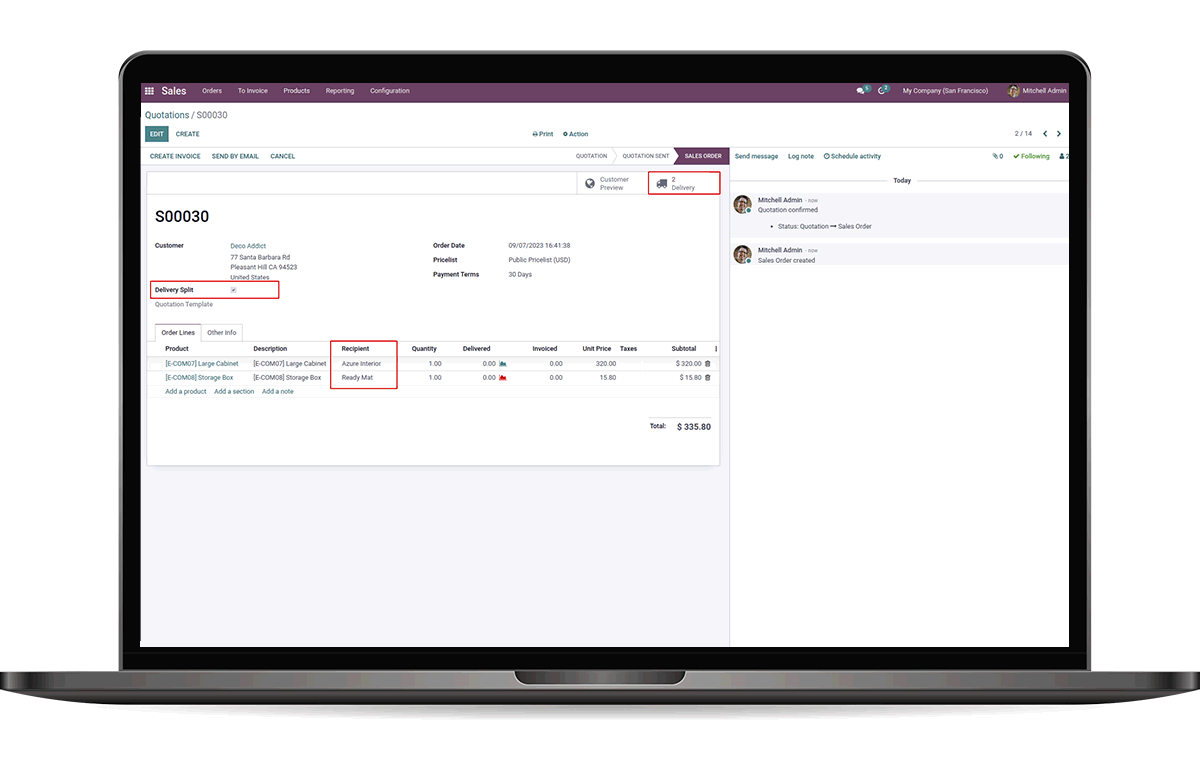 Sales Orders To Invoice Products Reporting Configuration 5 2 My Company (San Francisco) Mitchell Admin
Quotations / S00030
EDIT CREATE Print Action 2 / 14
CREATE INVOICE SEND BY EMAIL CANCEL QUOTATION QUOTATION SENT SALES ORDER Send message Log note Schedule activity 0 Following 2
Customer Preview
2 Delivery
Today
Mitchell Admin - now
Quotation confirmed
• Status: Quotation ➞ Sales Order
Mitchell Admin - now
Sales Order created
S00030
Customer Deco Addict
77 Santa Barbara Rd
Pleasant Hill CA 94523
United States
Order Date 09/07/2023 16:41:38
Pricelist Public Pricelist (USD)
Payment Terms 30 Days
Delivery Split
Quotation Template
Order Lines Other Info
Product Description Recipient Quantity Delivered Invoiced Unit Price Taxes Subtotal
[E-COM07] Large Cabinet [E-COM07] Large Cabinet Azure Interior 1.00 0.00 0.00 320.00 $ 320.00
[E-COM08] Storage Box [E-COM08] Storage Box Ready Mat 1.00 0.00 0.00 15.80 $ 15.80
Add a product Add a section Add a note
Total: $ 335.80